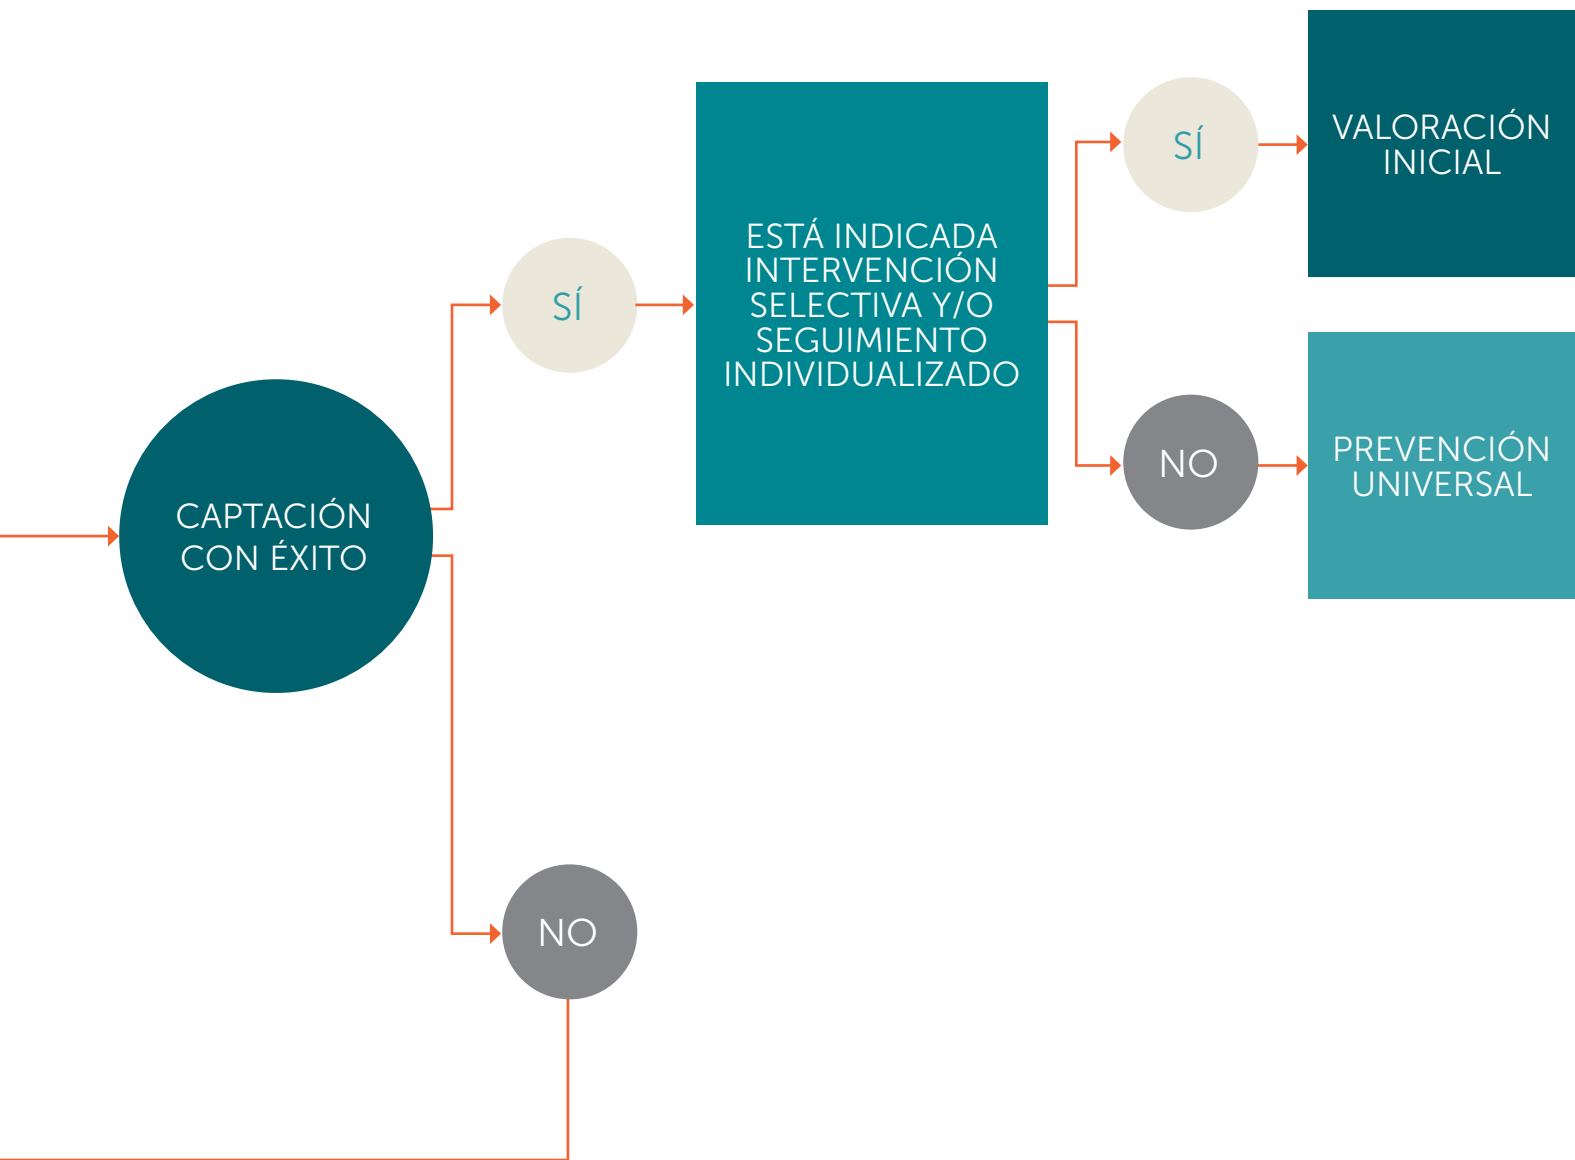 CAPTACIÓN
CON ÉXITO
SÍ
NO
ESTÁ INDICADA
INTERVENCIÓN
SELECTIVA Y/O
SEGUIMIENTO
INDIVIDUALIZADO
SÍ
VALORACIÓN
INICIAL
NO
PREVENCIÓN
UNIVERSAL